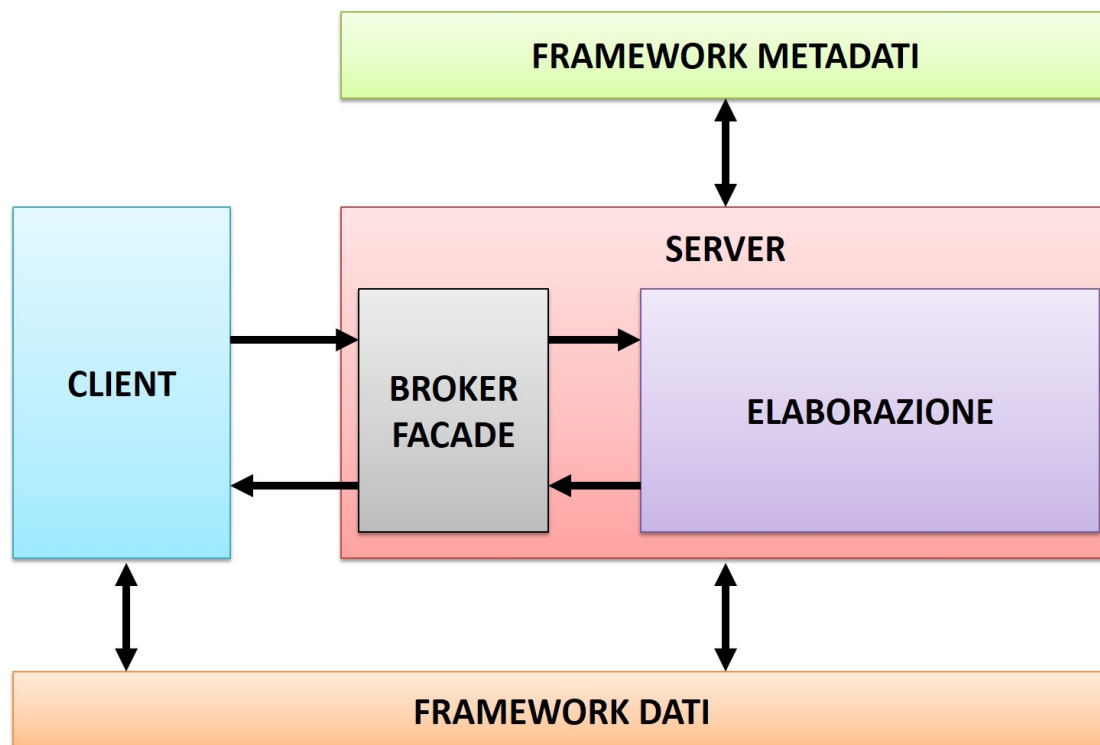 FRAMEWORK METADATI
SERVER
CLIENT
BROKER
FACADE
ELABORAZIONE
FRAMEWORK DATI